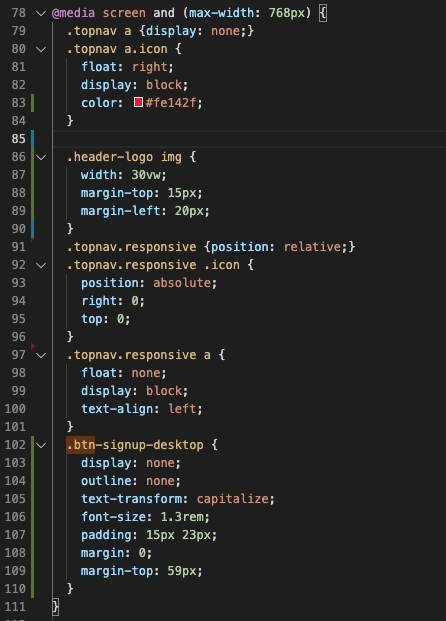 78 @media screen and (max-width: 768px) {
79 .topnav a {display: none;}
80 .topnav a.icon {
81 float: right;
82 display: block;
83 color: #fe142f;
84 }
85
86 .header-logo img {
87 width: 30vw;
88 margin-top: 15px;
89 margin-left: 20px;
90 }
91 .topnav.responsive {position: relative;}
92 .topnav.responsive .icon {
93 position: absolute;
94 right: 0;
95 top: 0;
96 }
97 .topnav.responsive a {
98 float: none;
99 display: block;
100 text-align: left;
101 }
102 .btn-signup-desktop {
103 display: none;
104 outline: none;
105 text-transform: capitalize;
106 font-size: 1.3rem;
107 padding: 15px 23px;
108 margin: 0;
109 margin-top: 59px;
110 }
111 }